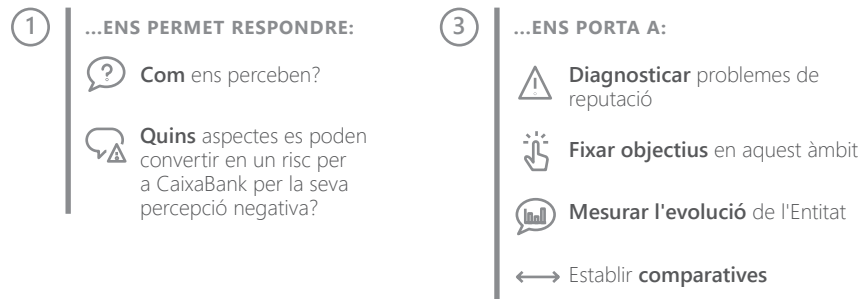 1
...ENS PERMET RESPONDRE:
?
Com ens perceben?
Quins aspectes es poden
convertir en un risc per
a CaixaBank per la seva
percepció negativa?
3
...ENS PORTA A:
Diagnosticar problemes de
reputació
Fixar objectius en aquest àmbit
Mesurar l'evolució de l'Entitat
Establir comparatives